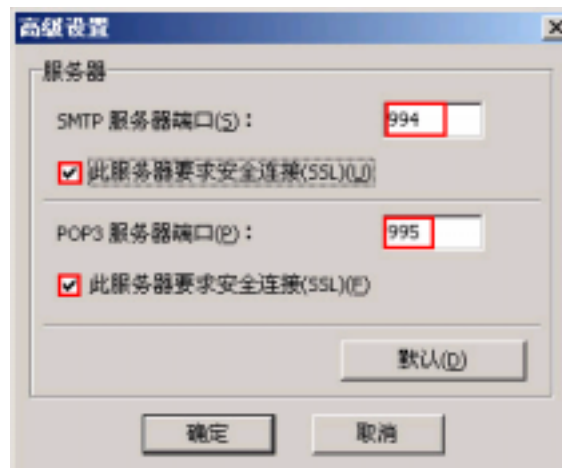 高级设置
服务器
SMTP 服务器端口(S)： 994
此服务器要求安全连接(SSL)(U)
POP3 服务器端口(P)： 995
此服务器要求安全连接(SSL)(F)
默认(D)
确定 取消